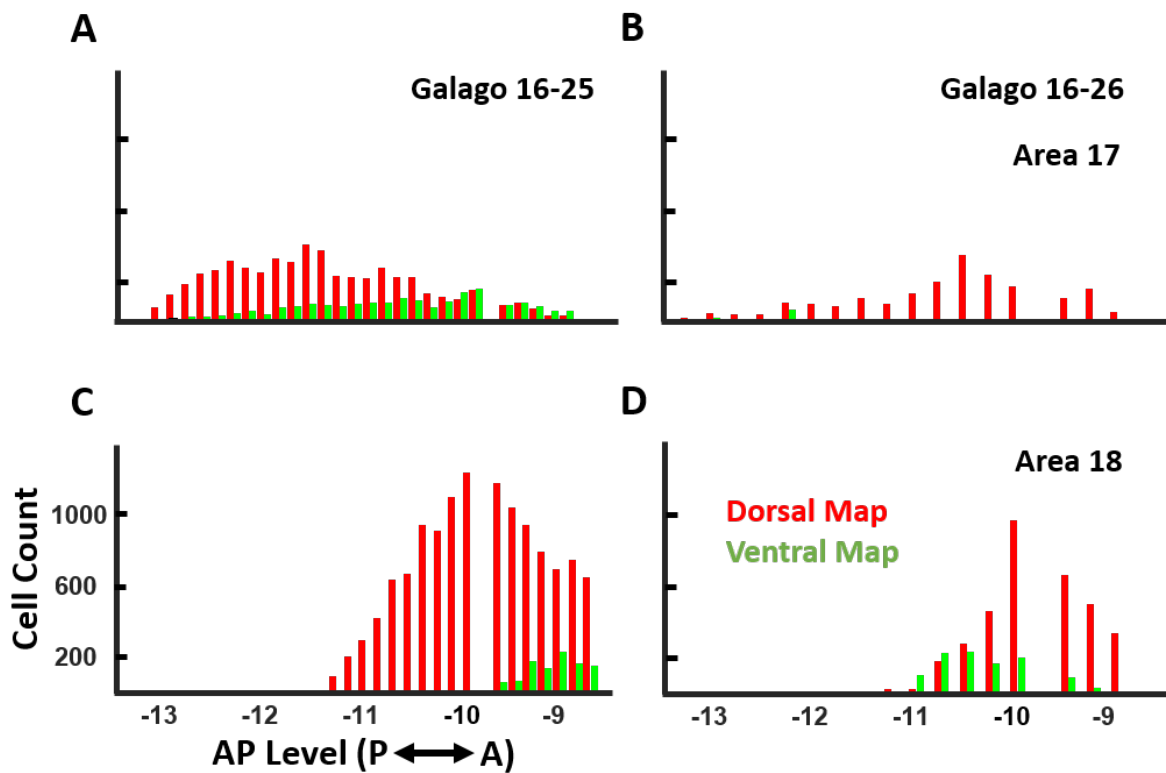 A
B
Galago 16-25
Galago 16-26
Area 17
C
D
Area 18
Dorsal Map
Ventral Map
Cell Count
1000
600
200
-13 -12 -11 -10 -9
-13 -11 -10 -9
AP Level (P ↔ A)